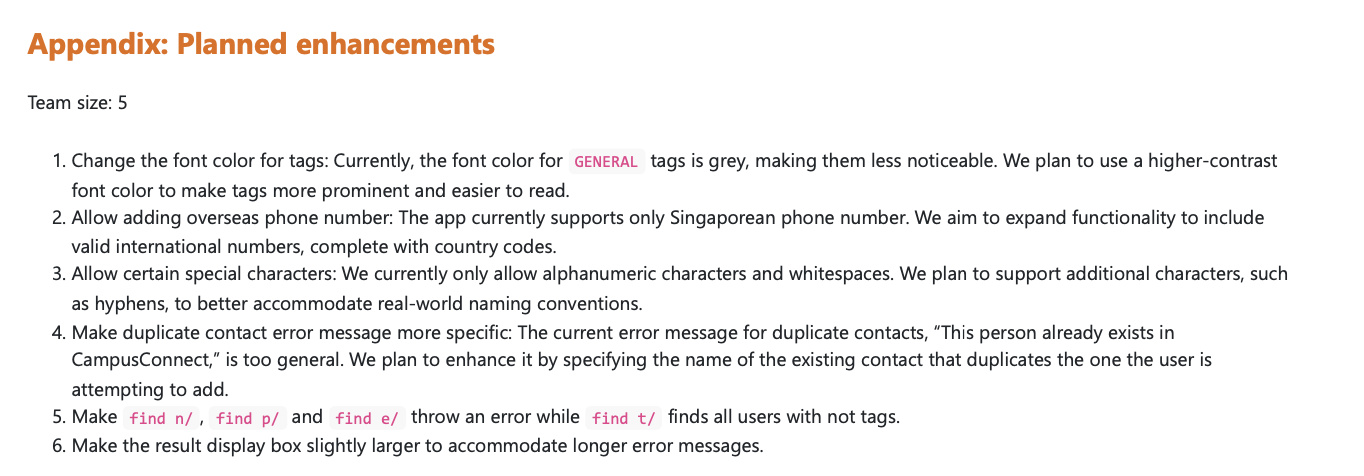 Appendix: Planned enhancements
Team size: 5
1. Change the font color for tags: Currently, the font color for GENERAL tags is grey, making them less noticeable. We plan to use a higher-contrast
font color to make tags more prominent and easier to read.
2. Allow adding overseas phone number: The app currently supports only Singaporean phone number. We aim to expand functionality to include
valid international numbers, complete with country codes.
3. Allow certain special characters: We currently only allow alphanumeric characters and whitespaces. We plan to support additional characters, such
as hyphens, to better accommodate real-world naming conventions.
4. Make duplicate contact error message more specific: The current error message for duplicate contacts, “This person already exists in
CampusConnect,” is too general. We plan to enhance it by specifying the name of the existing contact that duplicates the one the user is
attempting to add.
5. Make find n/ , find p/ and find e/ throw an error while find t/ finds all users with not tags.
6. Make the result display box slightly larger to accommodate longer error messages.